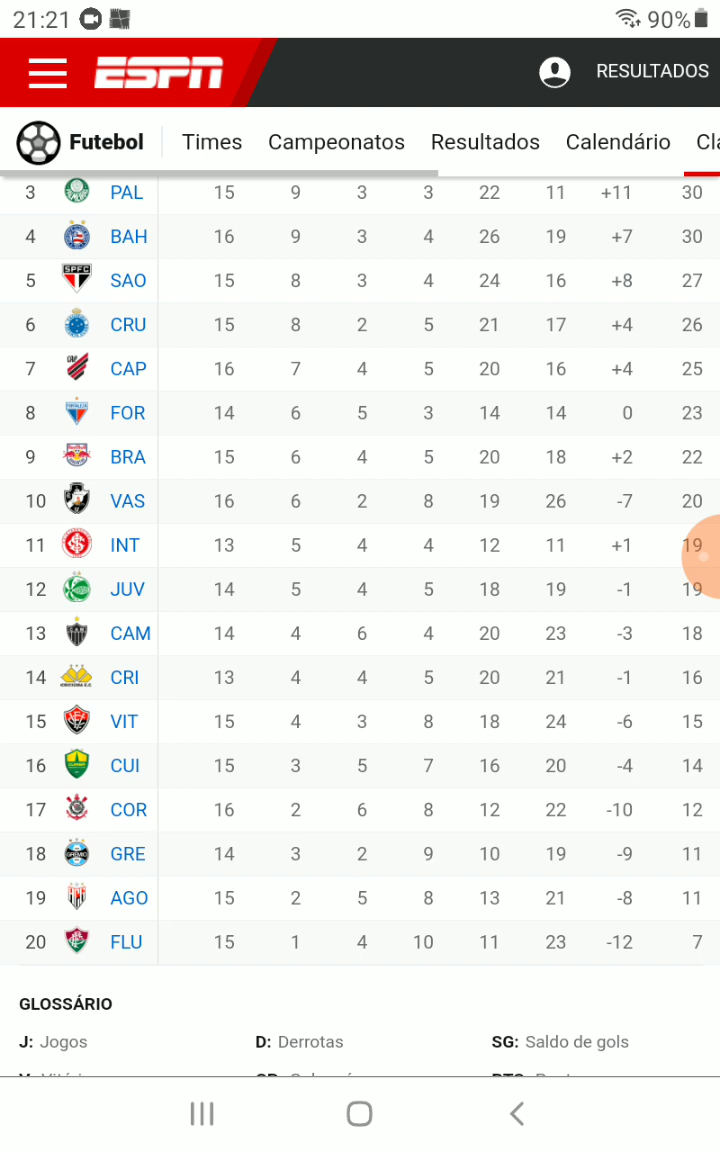 21:21 90%
ESPN RESULTADOS
Futebol Times Campeonatos Resultados Calendário Cla
3 PAL 15 9 3 3 22 11 +11 30
4 BAH 16 9 3 4 26 19 +7 30
5 SAO 15 8 3 4 24 16 +8 27
6 CRU 15 8 2 5 21 17 +4 26
7 CAP 16 7 4 5 20 16 +4 25
8 FOR 14 6 5 3 14 14 0 23
9 BRA 15 6 4 5 20 18 +2 22
10 VAS 16 6 2 8 19 26 -7 20
11 INT 13 5 4 4 12 11 +1 19
12 JUV 14 5 4 5 18 19 -1 19
13 CAM 14 4 6 4 20 23 -3 18
14 CRI 13 4 4 5 20 21 -1 16
15 VIT 15 4 3 8 18 24 -6 15
16 CUI 15 3 5 7 16 20 -4 14
17 COR 16 2 6 8 12 22 -10 12
18 GRE 14 3 2 9 10 19 -9 11
19 AGO 15 2 5 8 13 21 -8 11
20 FLU 15 1 4 10 11 23 -12 7
GLOSSÁRIO
J: Jogos D: Derrotas SG: Saldo de gols